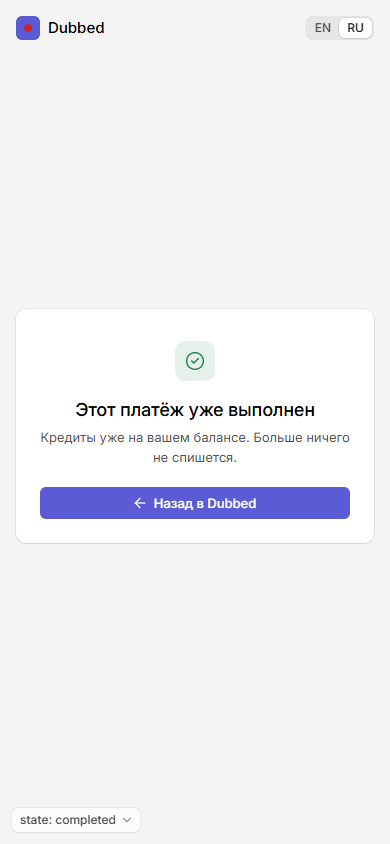 Dubbed
EN RU
Этот платёж уже выполнен
Кредиты уже на вашем балансе. Больше ничего
не спишется.
Назад в Dubbed
state: completed